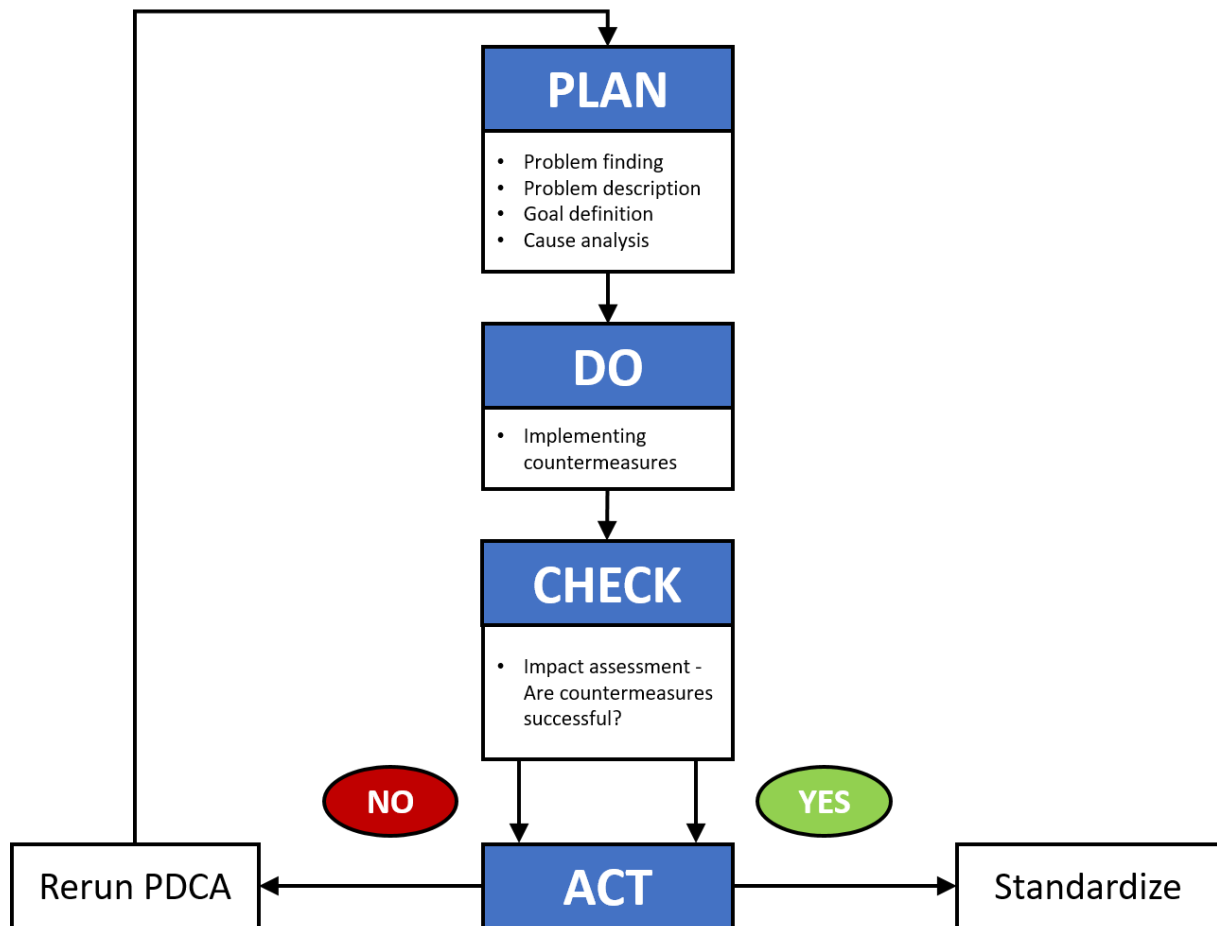 PLAN
• Problem finding
• Problem description
• Goal definition
• Cause analysis
DO
• Implementing
countermeasures
CHECK
• Impact assessment -
Are countermeasures
successful?
NO
YES
Rerun PDCA
ACT
Standardize